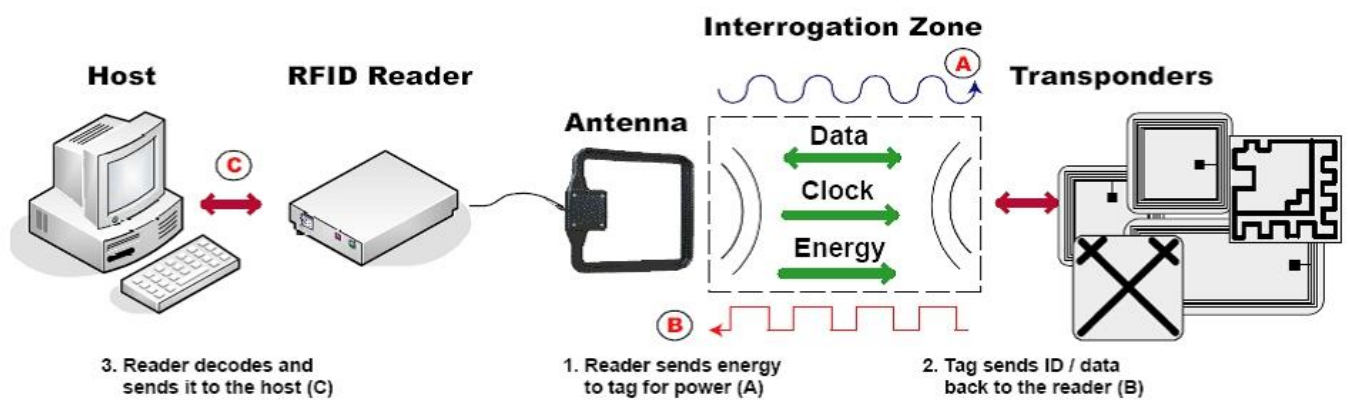 Interrogation Zone
Host
RFID Reader
A
Transponders
Antenna
Data
C
Clock
Energy
B
3. Reader decodes and
sends it to the host (C)
1. Reader sends energy
to tag for power (A)
2. Tag sends ID / data
back to the reader (B)